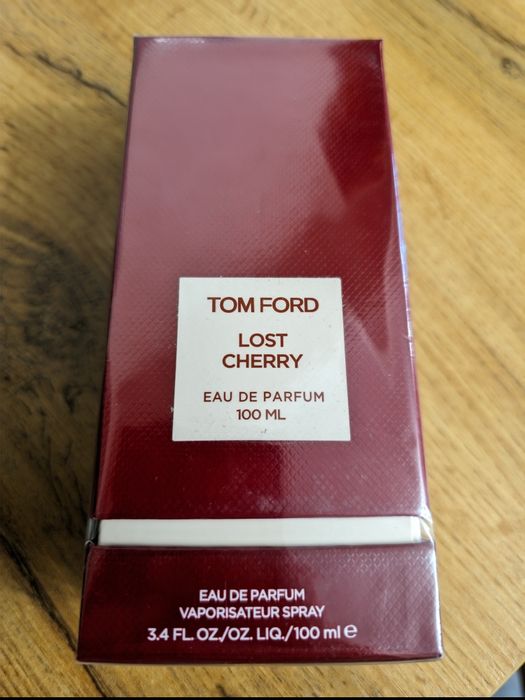 TOM FORD
LOST
CHERRY
EAU DE PARFUM
100 ML
EAU DE PARFUM
VAPORISATEUR SPRAY
3.4 FL. OZ./OZ. LIQ./100 ml ℮